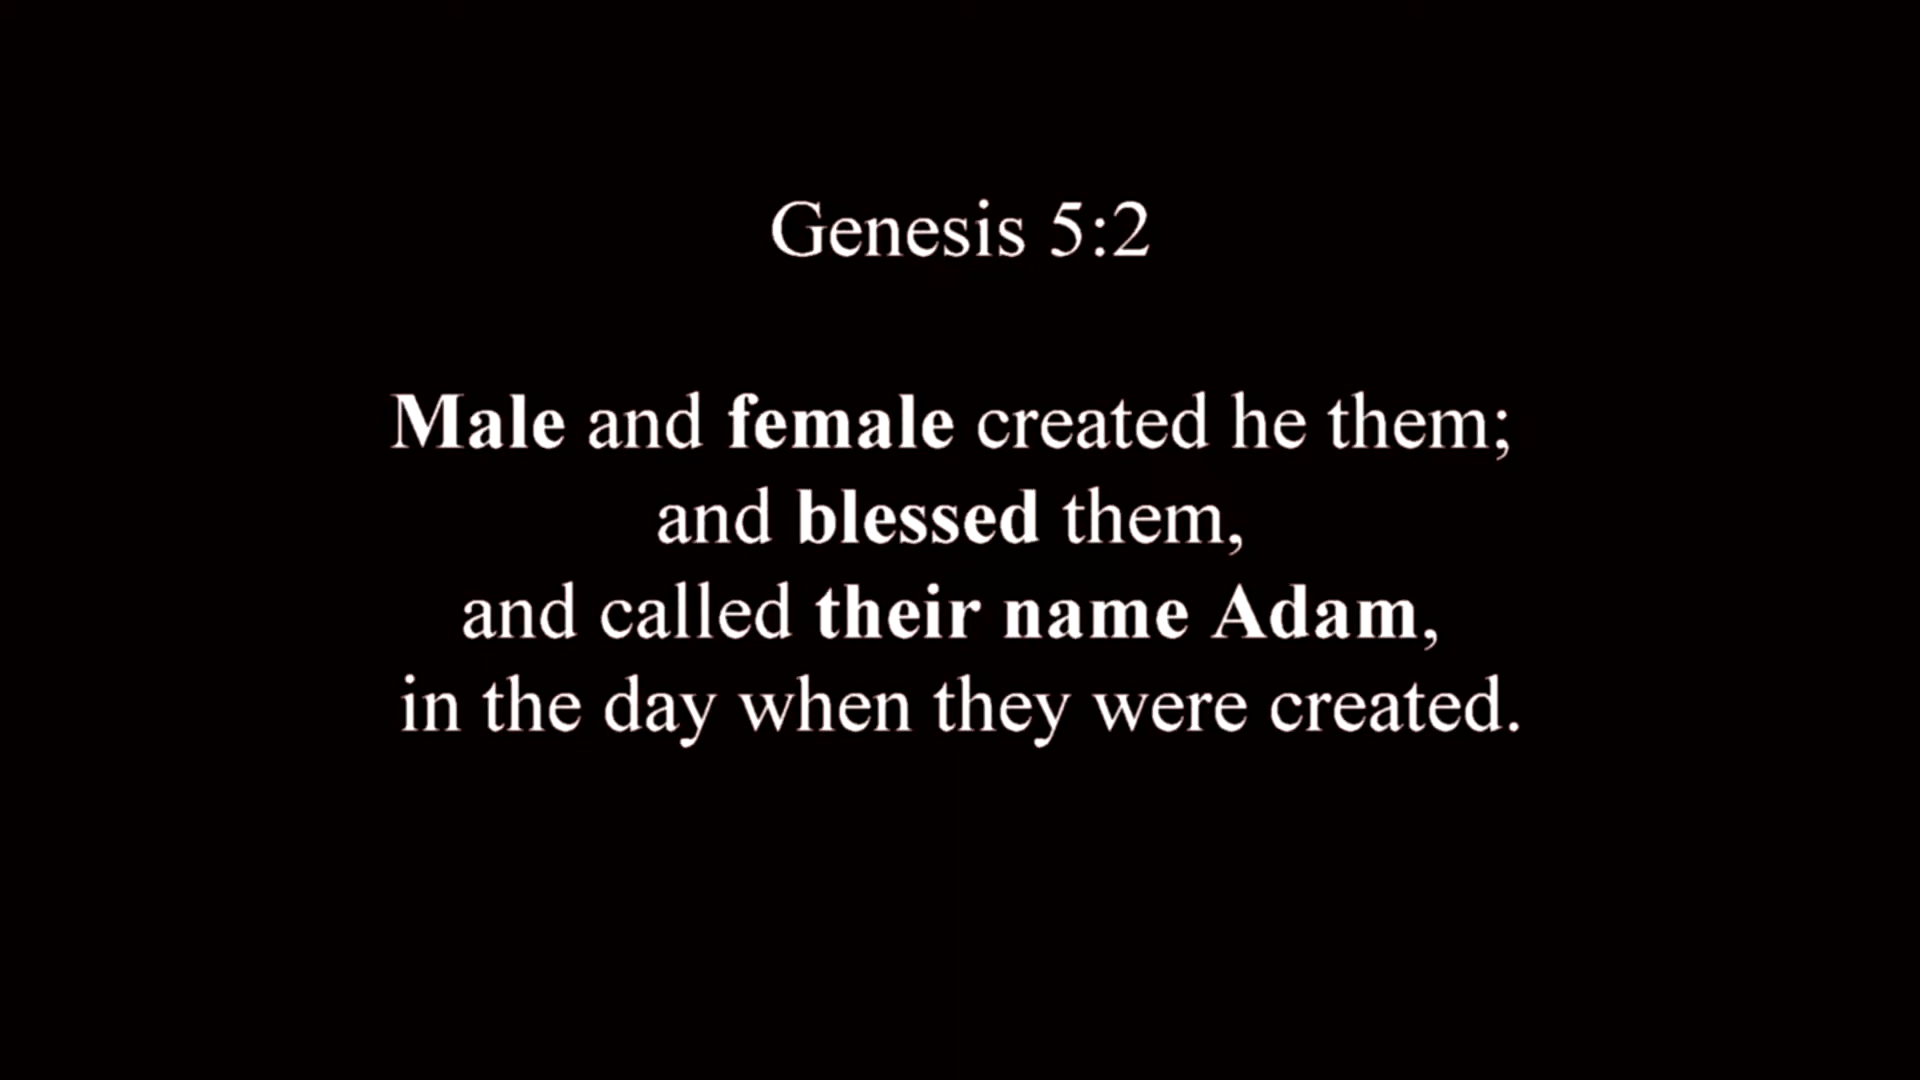 Genesis 5:2
Male and female created he them;
and blessed them,
and called their name Adam,
in the day when they were created.